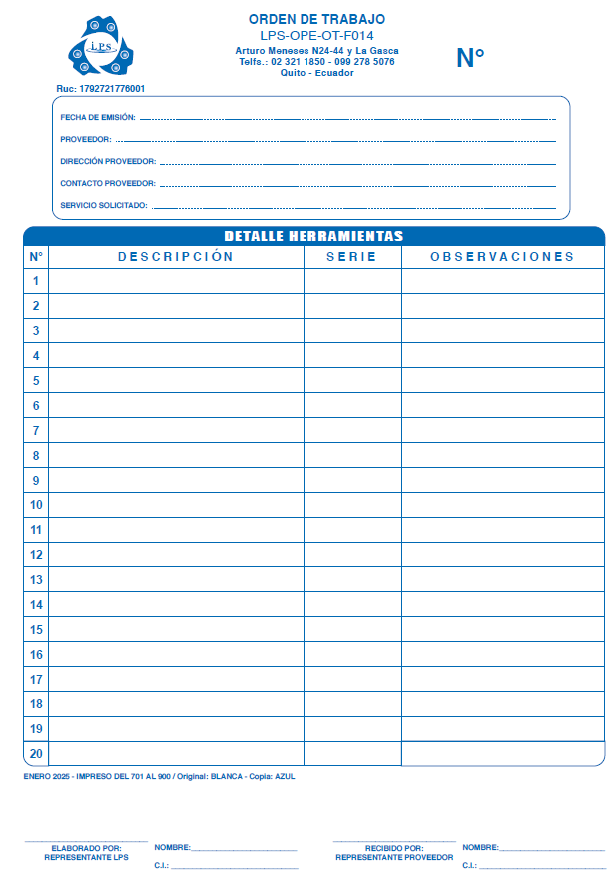 ORDEN DE TRABAJO
LPS-OPE-OT-F014
Arturo Meneses N24-44 y La Gasca
Telfs.: 02 321 1850 - 099 278 5076
Quito - Ecuador
N°
LPS
Ruc: 1792721776001
FECHA DE EMISIÓN:
PROVEEDOR:
DIRECCIÓN PROVEEDOR:
CONTACTO PROVEEDOR:
SERVICIO SOLICITADO:
DETALLE HERRAMIENTAS
N° DESCRIPCIÓN SERIE OBSERVACIONES
1
2
3
4
5
6
7
8
9
10
11
12
13
14
15
16
17
18
19
20
ENERO 2025 - IMPRESO DEL 701 AL 900 / Original: BLANCA - Copia: AZUL
ELABORADO POR:
REPRESENTANTE LPS
NOMBRE:
C.I.:
RECIBIDO POR:
REPRESENTANTE PROVEEDOR
NOMBRE:
C.I.: